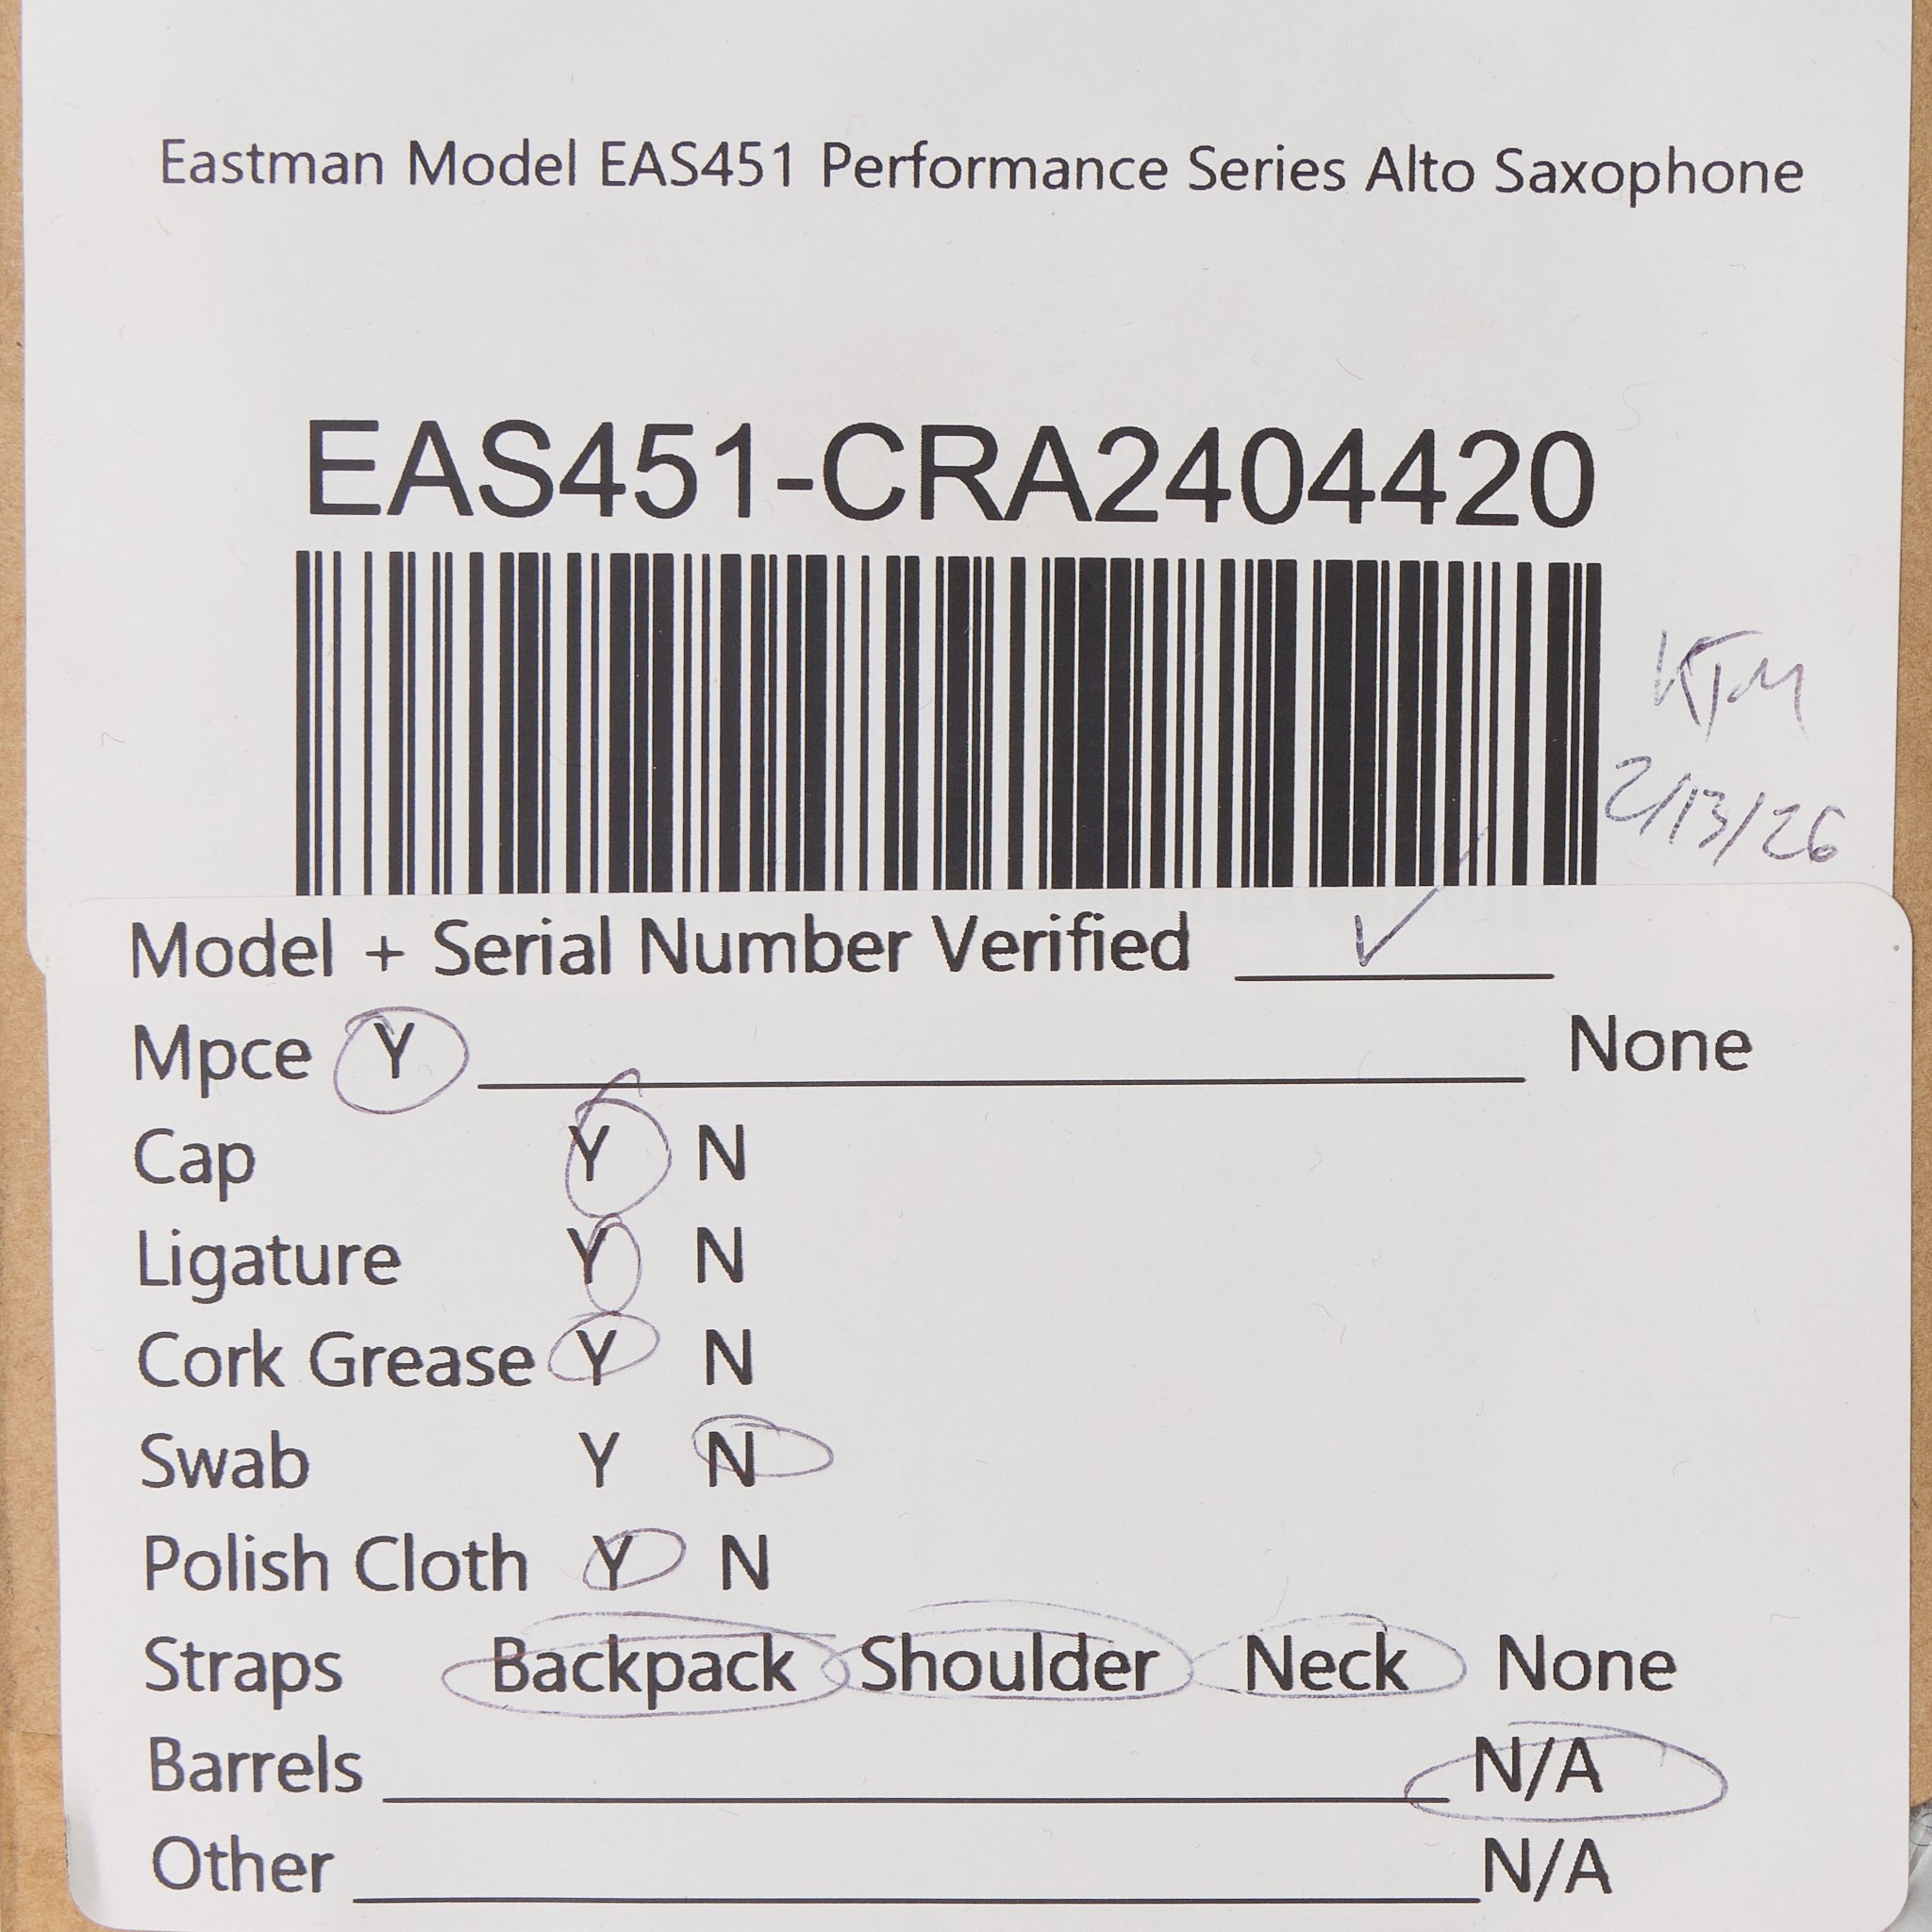 Eastman Model EAS451 Performance Series Alto Saxophone
EAS451-CRA2404420
KTM
2/13/26
Model + Serial Number Verified ✓
Mpce Y None
Cap Y N
Ligature Y N
Cork Grease Y N
Swab Y N
Polish Cloth Y N
Straps Backpack Shoulder Neck None
Barrels N/A
Other N/A